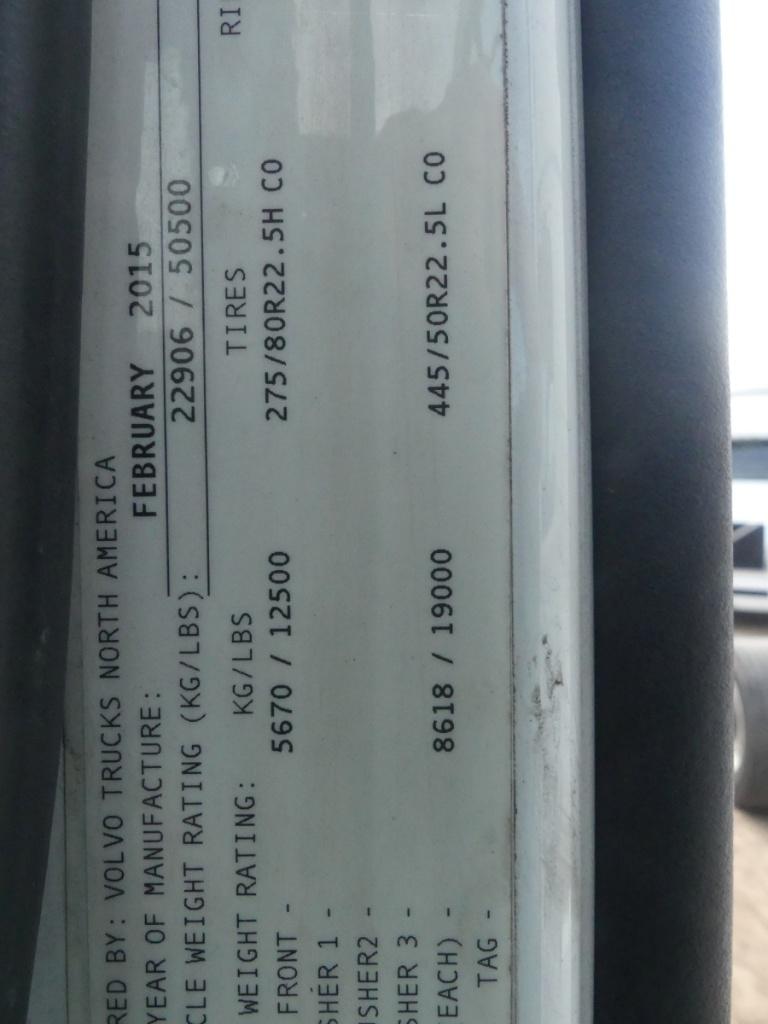 RED BY: VOLVO TRUCKS NORTH AMERICA
YEAR OF MANUFACTURE: FEBRUARY 2015
CLE WEIGHT RATING (KG/LBS): 22906 / 50500
WEIGHT RATING: KG/LBS TIRES RI
FRONT - 5670 / 12500 275/80R22.5H CO
SHER 1 -
SHER2 -
SHER 3 -
EACH) - 8618 / 19000 445/50R22.5L CO
TAG -